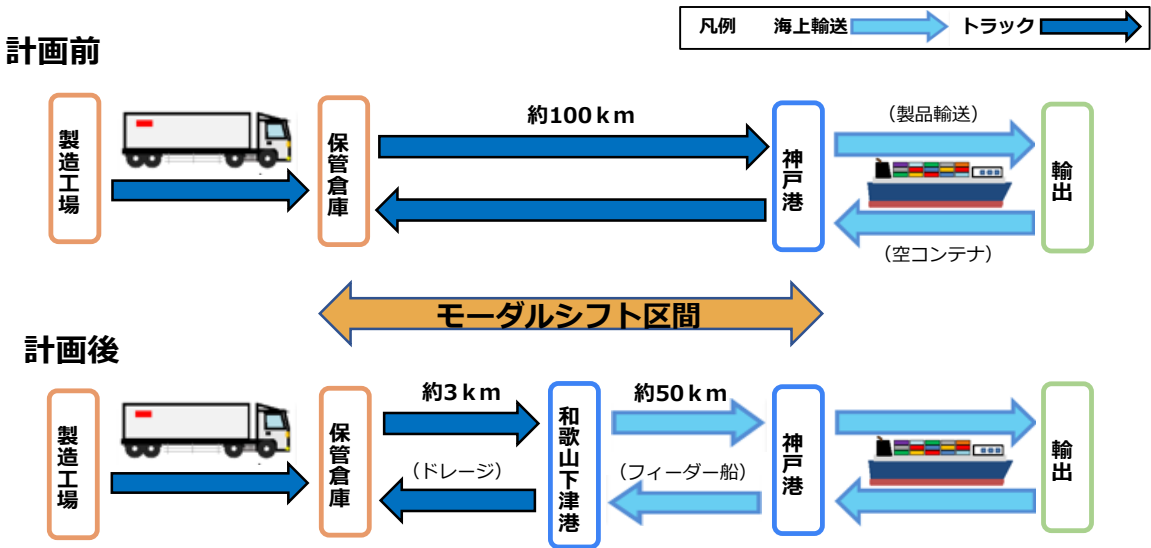 凡例 海上輸送 トラック
計画前
製造工場
保管倉庫
約100ｋｍ
神戸港
（製品輸送）
（空コンテナ）
輸出
モーダルシフト区間
計画後
製造工場
保管倉庫
約3ｋｍ
（ドレージ）
和歌山下津港
約50ｋｍ
（フィーダー船）
神戸港
輸出